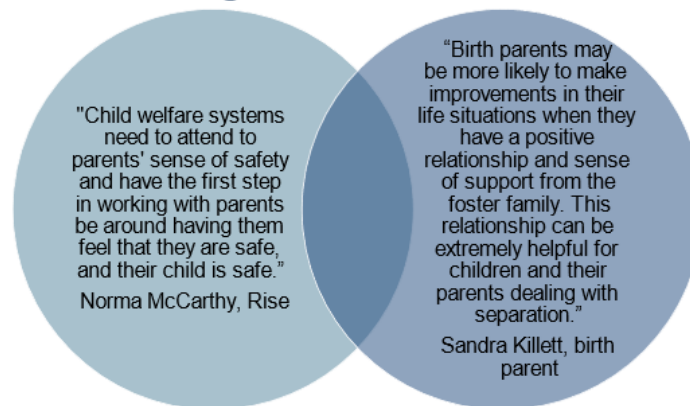 "Child welfare systems
need to attend to
parents' sense of safety
and have the first step
in working with parents
be around having them
feel that they are safe,
and their child is safe.”
Norma McCarthy, Rise
“Birth parents may
be more likely to make
improvements in their
life situations when they
have a positive
relationship and sense
of support from the
foster family. This
relationship can be
extremely helpful for
children and their
parents dealing with
separation.”
Sandra Killett, birth
parent